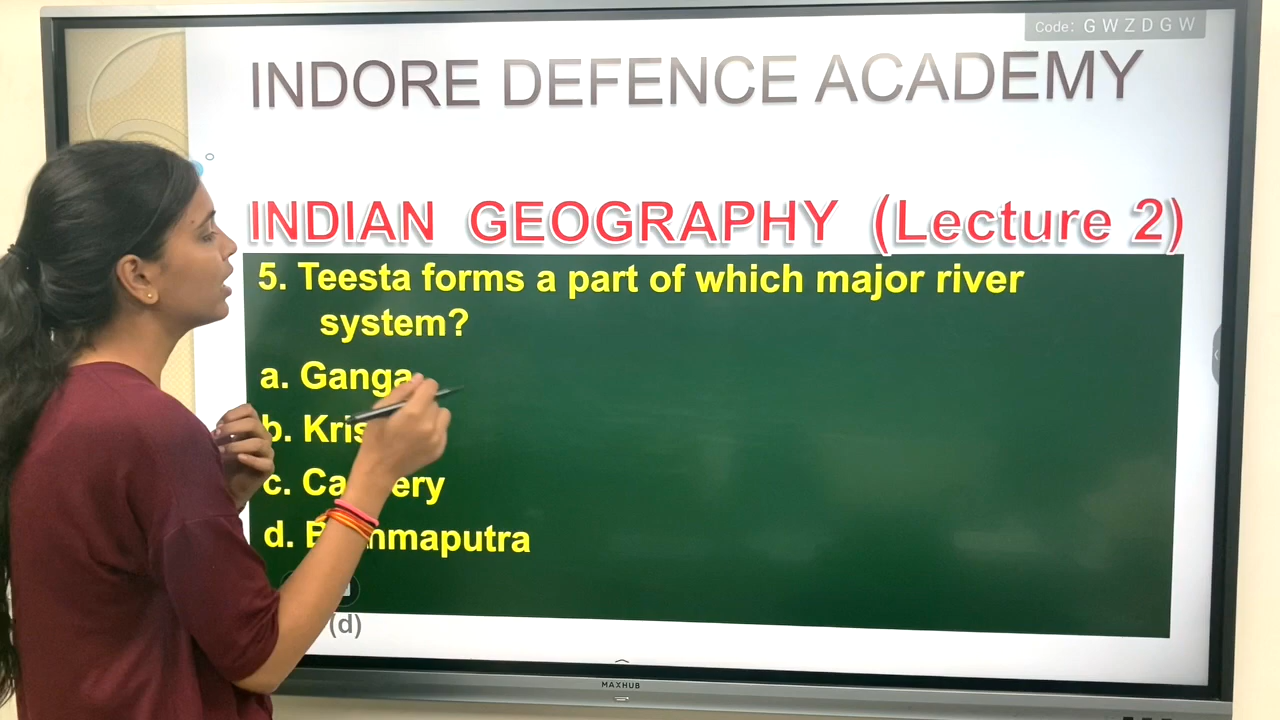 Code: GWZDGW
INDORE DEFENCE ACADEMY
INDIAN GEOGRAPHY (Lecture 2)
5. Teesta forms a part of which major river
system?
a. Ganga
b.
c.
d.
(d)
MAXHUB